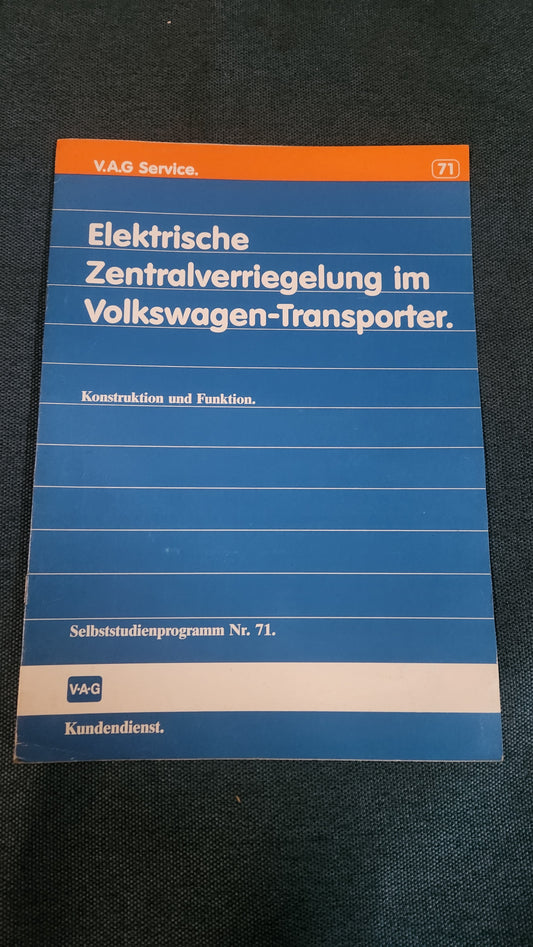 V.A.G Service.
71
Elektrische
Zentralverriegelung im
Volkswagen-Transporter.
Konstruktion und Funktion.
Selbststudienprogramm Nr. 71.
V·A·G
Kundendienst.